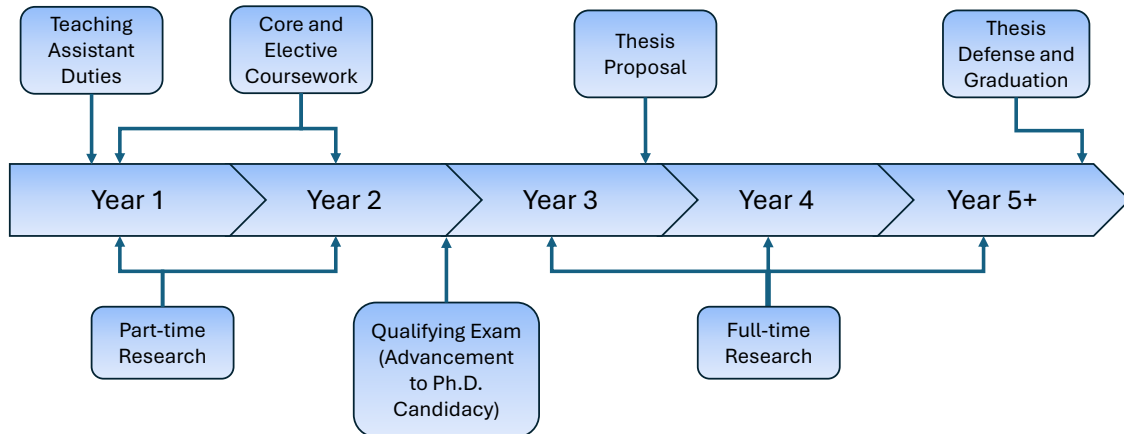 Teaching
Assistant
Duties
Core and
Elective
Coursework
Thesis
Proposal
Thesis
Defense and
Graduation
Year 1
Year 2
Year 3
Year 4
Year 5+
Part-time
Research
Qualifying Exam
(Advancement
to Ph.D.
Candidacy)
Full-time
Research